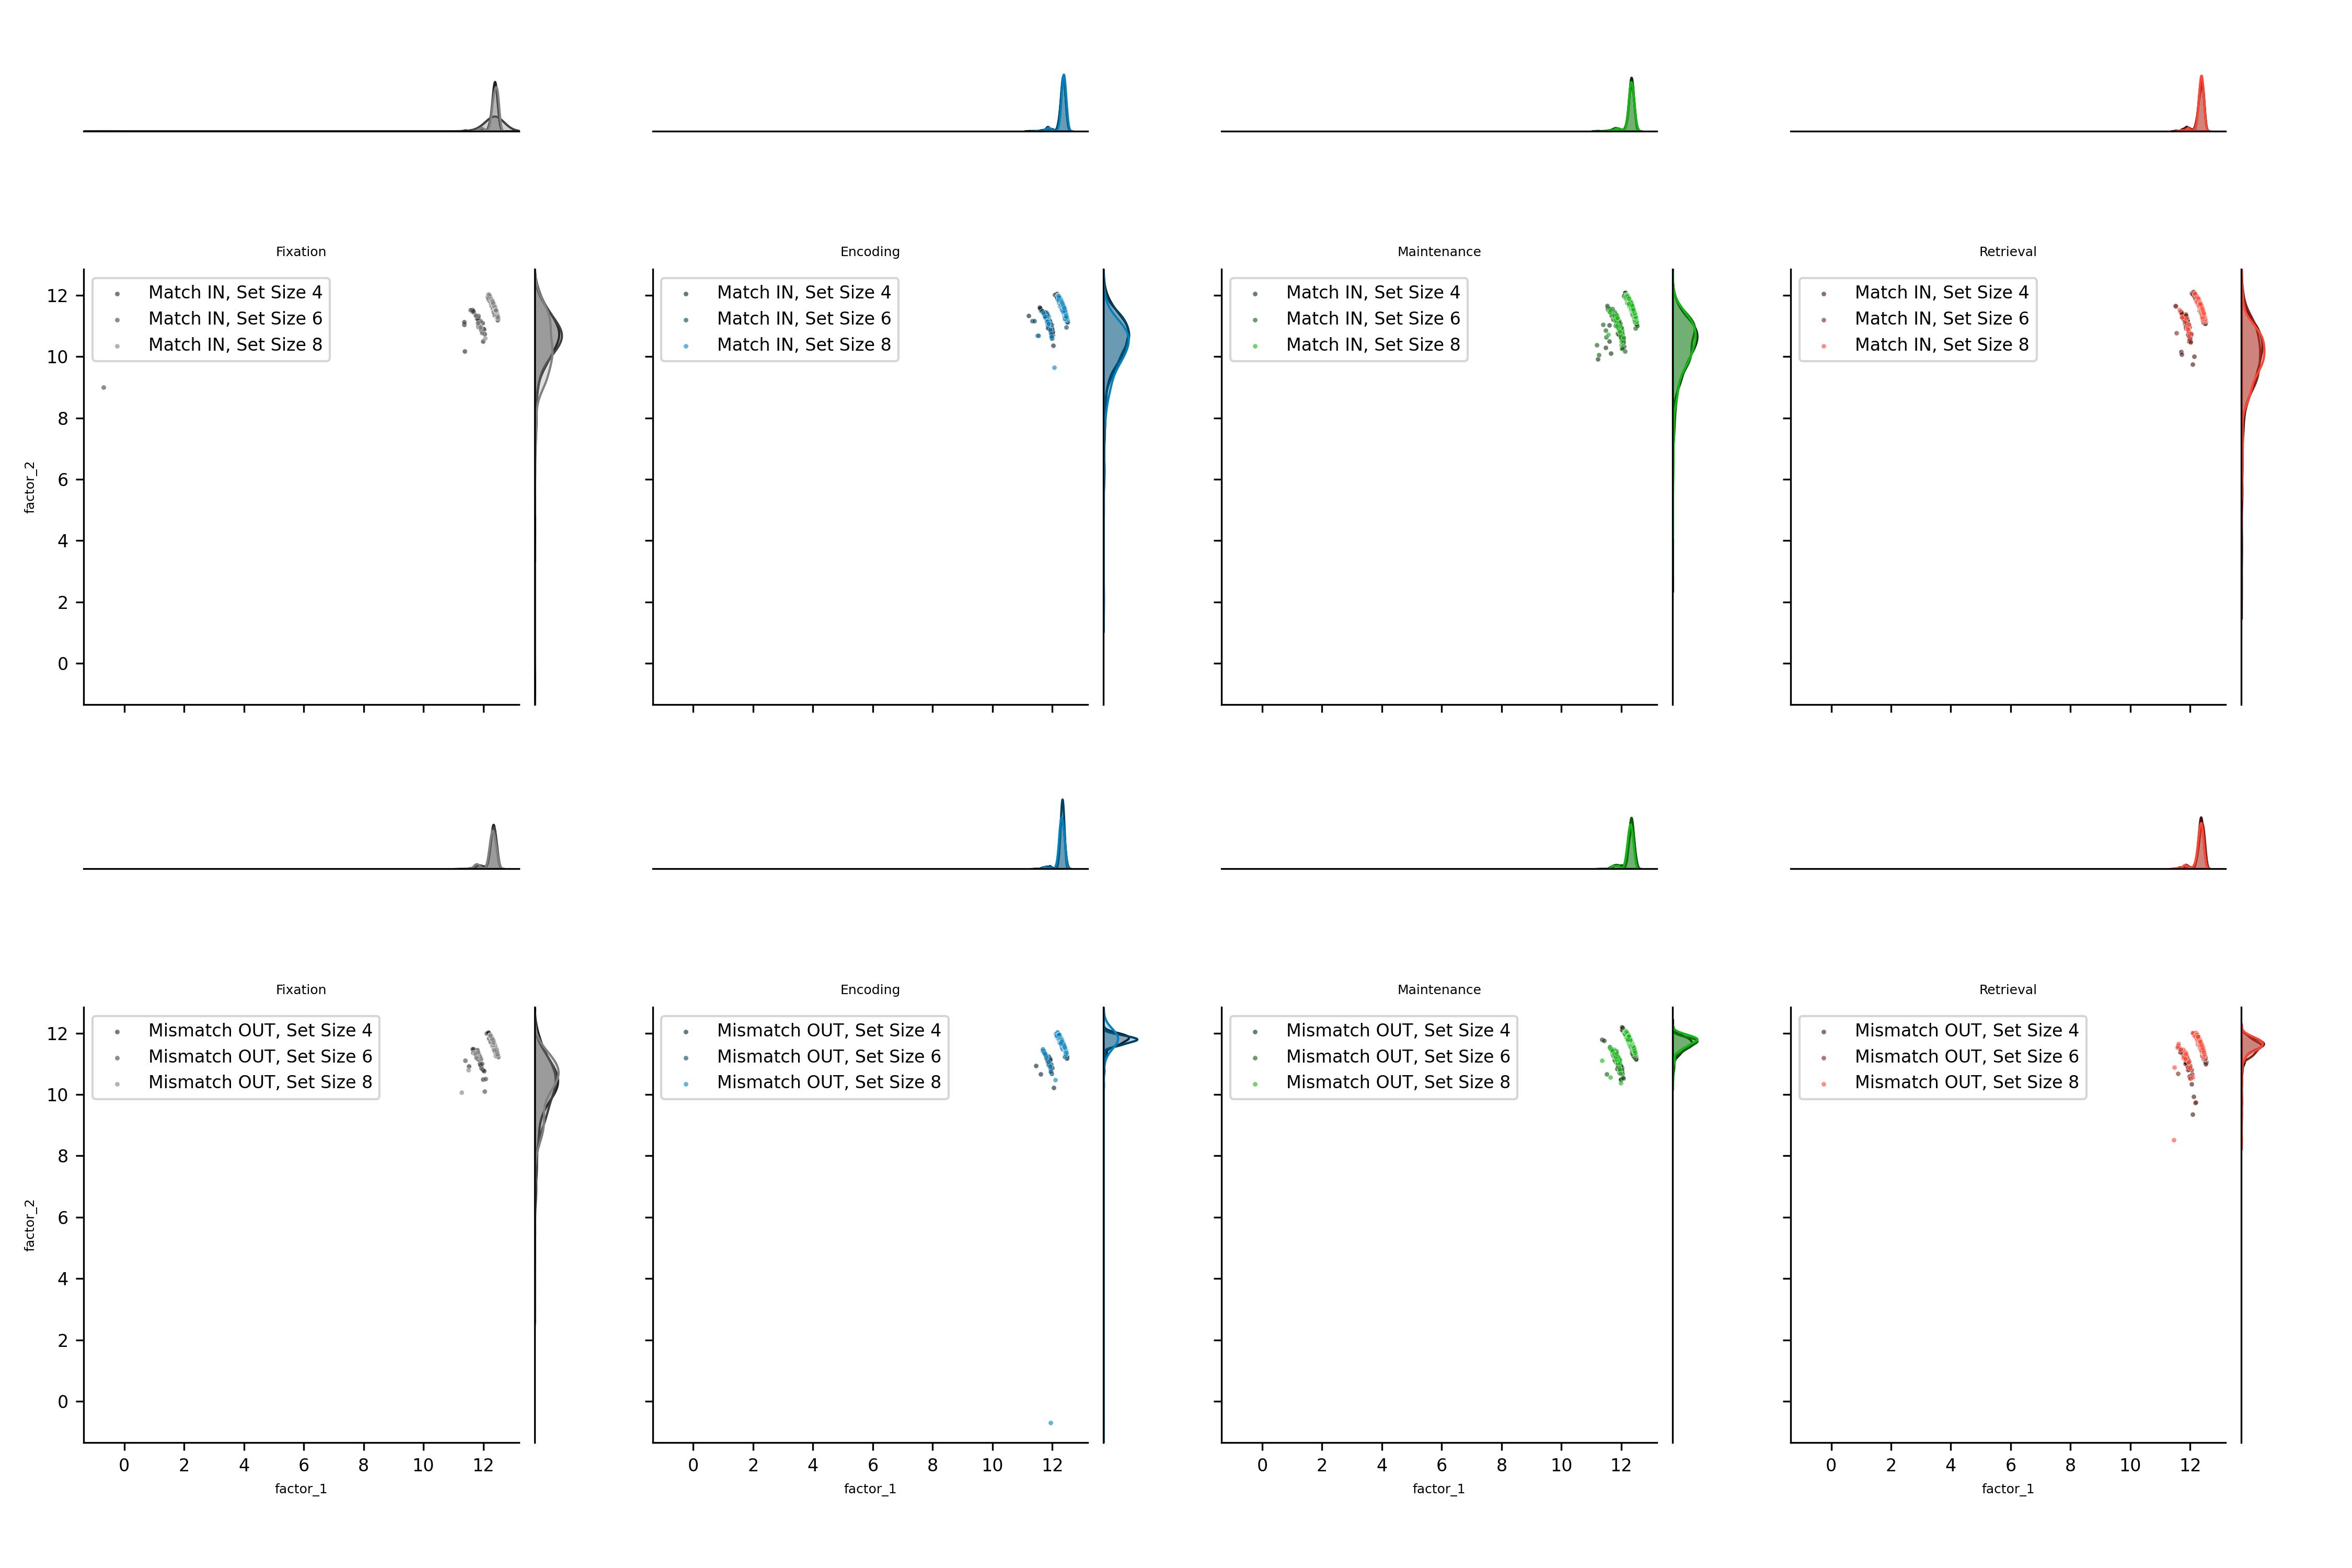 Fixation
Encoding
Maintenance
Retrieval
Match IN, Set Size 4
Match IN, Set Size 6
Match IN, Set Size 8
Match IN, Set Size 4
Match IN, Set Size 6
Match IN, Set Size 8
Match IN, Set Size 4
Match IN, Set Size 6
Match IN, Set Size 8
Match IN, Set Size 4
Match IN, Set Size 6
Match IN, Set Size 8
12
10
8
6
4
2
0
factor_2
Fixation
Encoding
Maintenance
Retrieval
Mismatch OUT, Set Size 4
Mismatch OUT, Set Size 6
Mismatch OUT, Set Size 8
Mismatch OUT, Set Size 4
Mismatch OUT, Set Size 6
Mismatch OUT, Set Size 8
Mismatch OUT, Set Size 4
Mismatch OUT, Set Size 6
Mismatch OUT, Set Size 8
Mismatch OUT, Set Size 4
Mismatch OUT, Set Size 6
Mismatch OUT, Set Size 8
12
10
8
6
4
2
0
factor_2
0 2 4 6 8 10 12
0 2 4 6 8 10 12
0 2 4 6 8 10 12
0 2 4 6 8 10 12
factor_1
factor_1
factor_1
factor_1